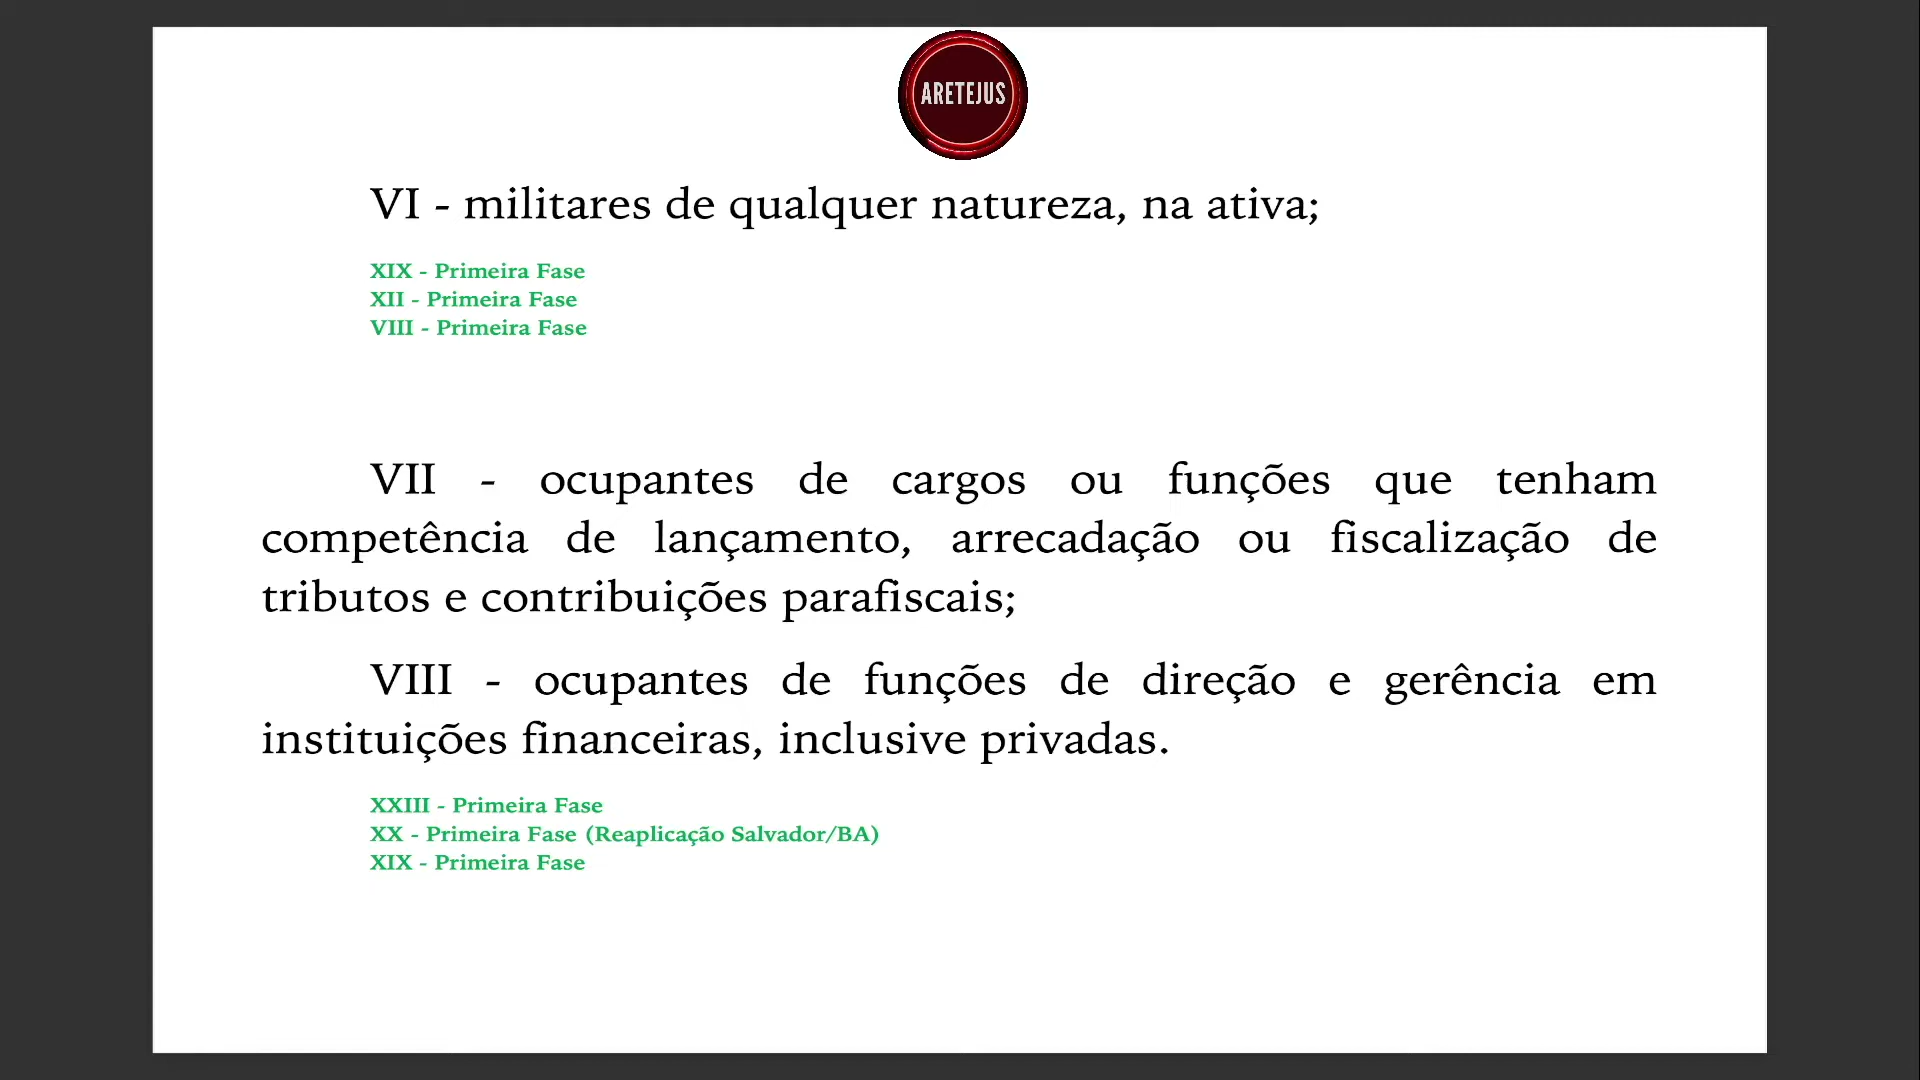 ARETEJUS
VI - militares de qualquer natureza, na ativa;
XIX - Primeira Fase
XII - Primeira Fase
VIII - Primeira Fase
VII - ocupantes de cargos ou funções que tenham
competência de lançamento, arrecadação ou fiscalização de
tributos e contribuições parafiscais;
VIII - ocupantes de funções de direção e gerência em
instituições financeiras, inclusive privadas.
XXIII - Primeira Fase
XX - Primeira Fase (Reaplicação Salvador/BA)
XIX - Primeira Fase